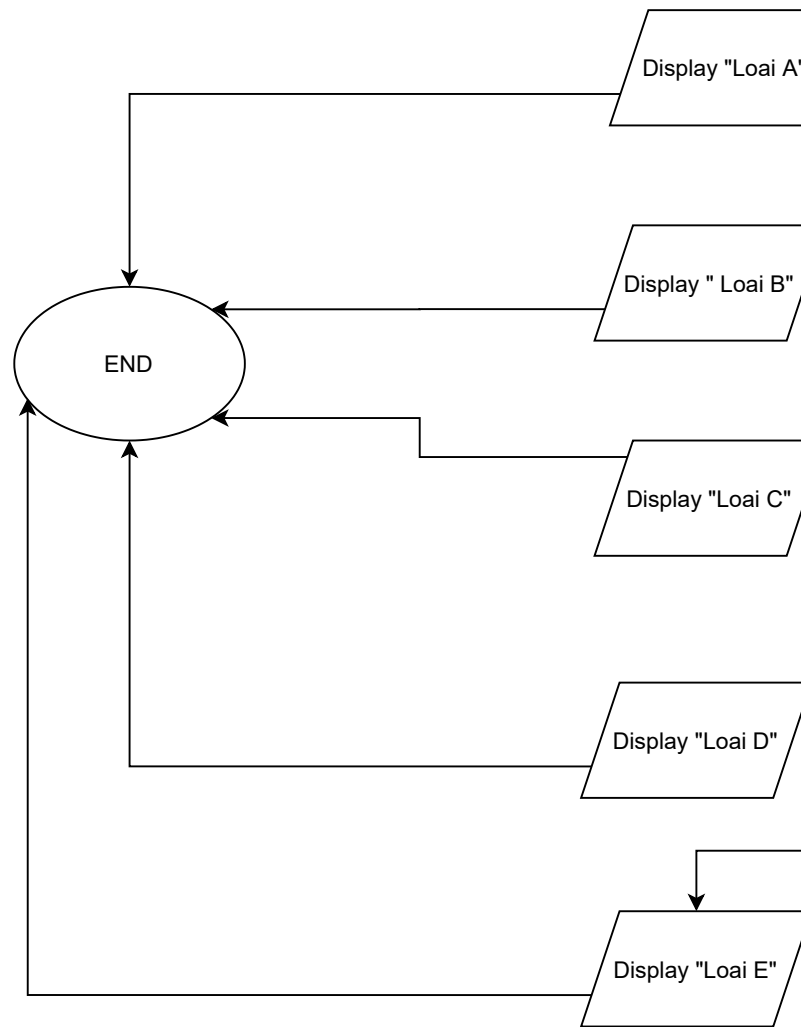 Display "Loai A"
Display " Loai B"
END
Display "Loai C"
Display "Loai D"
Display "Loai E"